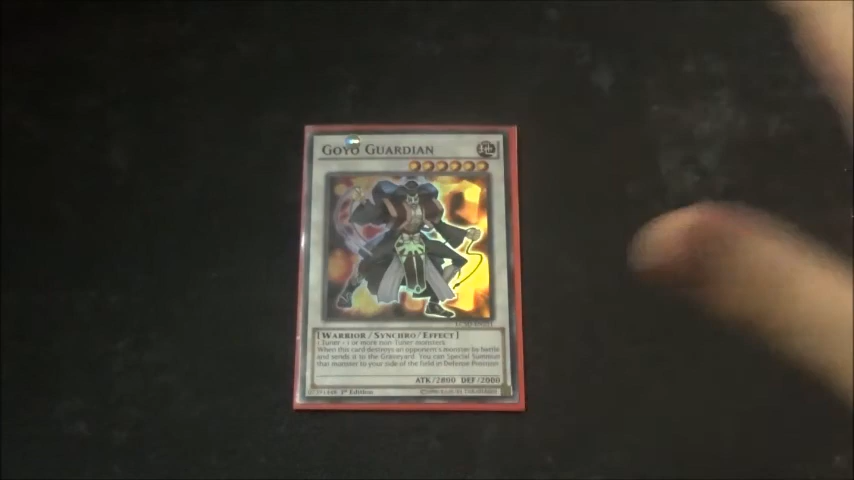 GOYO GUARDIAN
地
[WARRIOR / SYNCHRO / EFFECT]
1 Tuner + 1 or more non-Tuner monsters
When this card destroys an opponent's monster by battle
and sends it to the Graveyard: You can Special Summon
that monster to your side of the field in Defense Position.
ATK/2800 DEF/2000
1st Edition